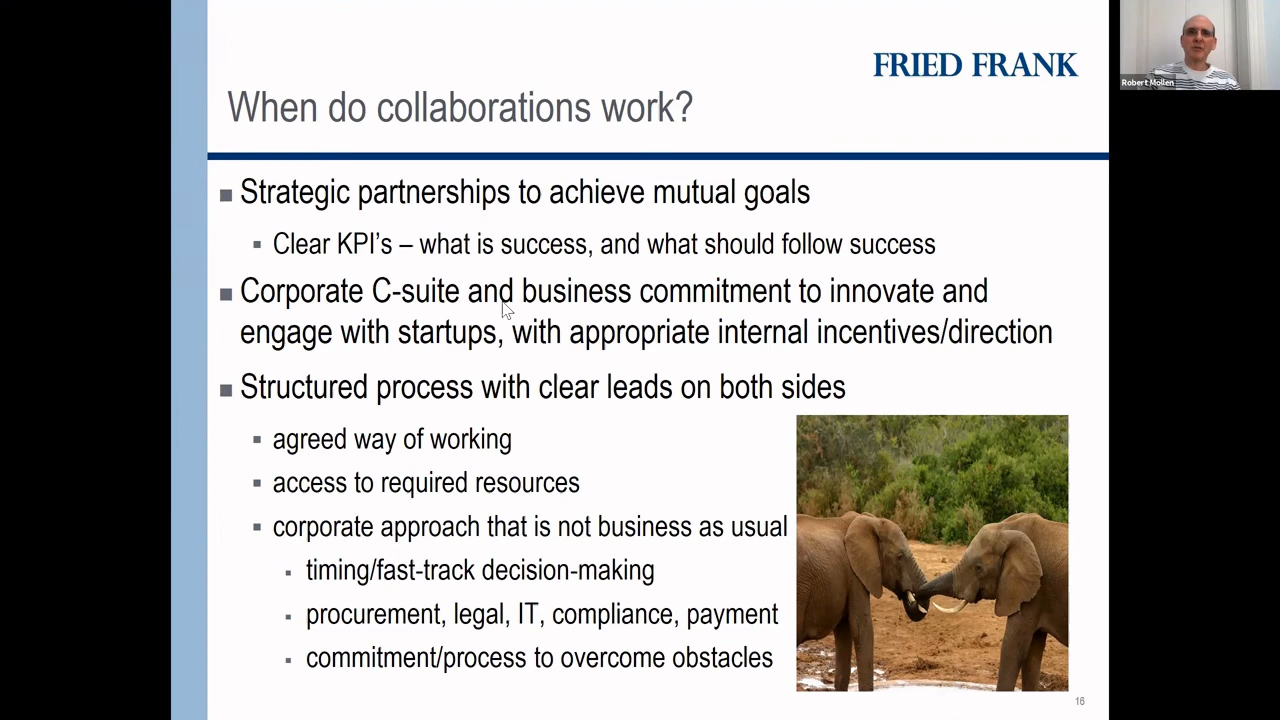 FRIED FRANK
Robert Mollen
When do collaborations work?
Strategic partnerships to achieve mutual goals
Clear KPI's – what is success, and what should follow success
Corporate C-suite and business commitment to innovate and
engage with startups, with appropriate internal incentives/direction
Structured process with clear leads on both sides
agreed way of working
access to required resources
corporate approach that is not business as usual
timing/fast-track decision-making
procurement, legal, IT, compliance, payment
commitment/process to overcome obstacles
16